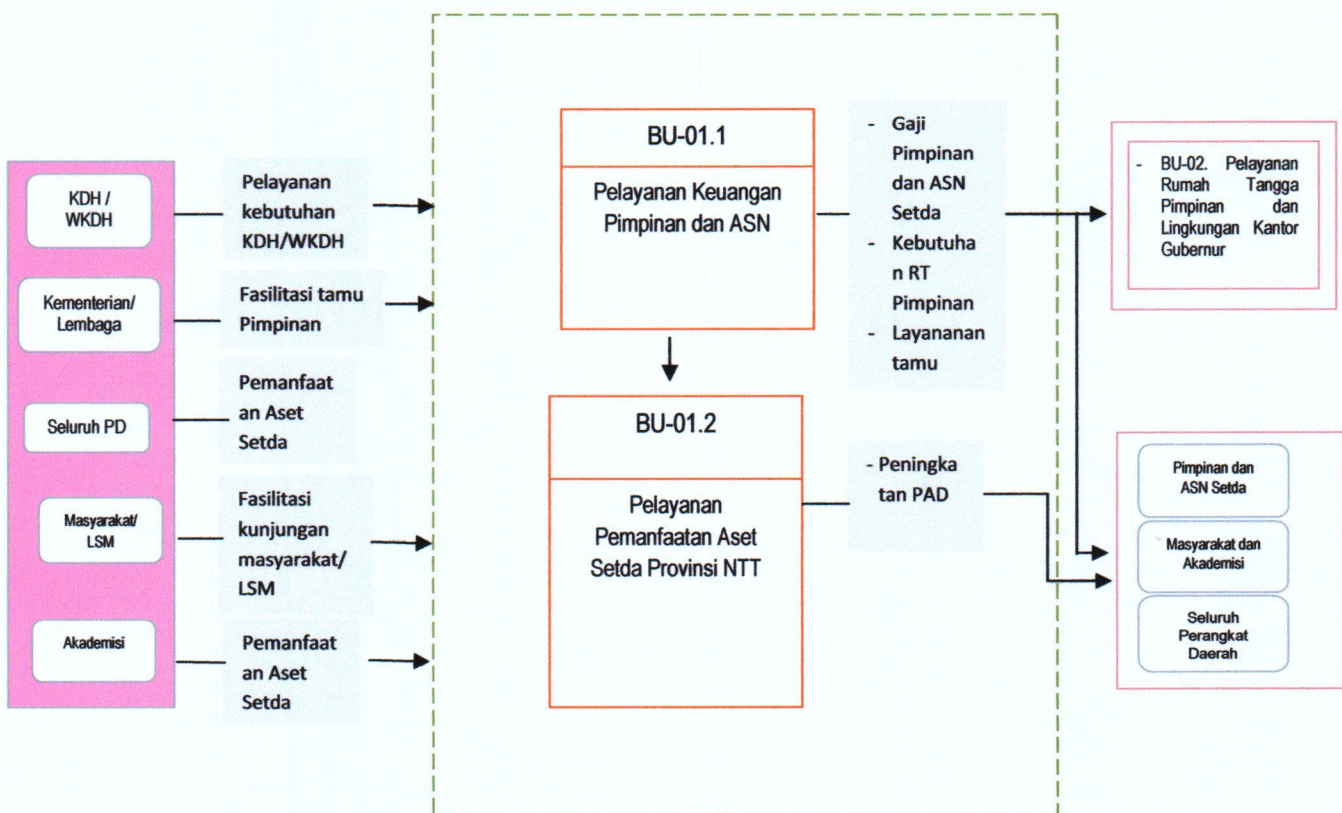 KDH /
WKDH
Kementerian/
Lembaga
Seluruh PD
Masyarakat/
LSM
Akademisi
Pelayanan
kebutuhan
KDH/WKDH
Fasilitasi tamu
Pimpinan
Pemanfaat
an Aset
Setda
Fasilitasi
kunjungan
masyarakat/
LSM
Pemanfaat
an Aset
Setda
BU-01.1
Pelayanan Keuangan
Pimpinan dan ASN
BU-01.2
Pelayanan
Pemanfaatan Aset
Setda Provinsi NTT
- Gaji
Pimpinan
dan ASN
Setda
- Kebutuha
n RT
Pimpinan
- Layananan
tamu
- Peningka
tan PAD
- BU-02. Pelayanan
Rumah Tangga
Pimpinan dan
Lingkungan Kantor
Gubernur
Pimpinan dan
ASN Setda
Masyarakat dan
Akademisi
Seluruh
Perangkat
Daerah